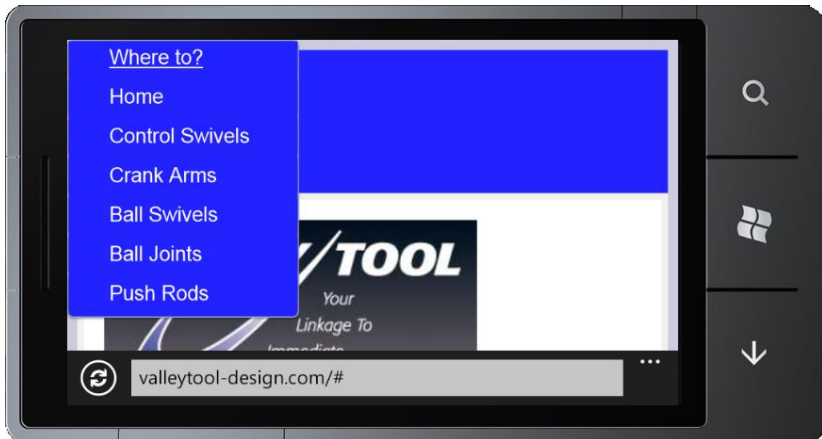 Where to?
Home
Control Swivels
Crank Arms
Ball Swivels
Ball Joints
Push Rods
TOOL
Your
Linkage To
Immediate
valleytool-design.com/#